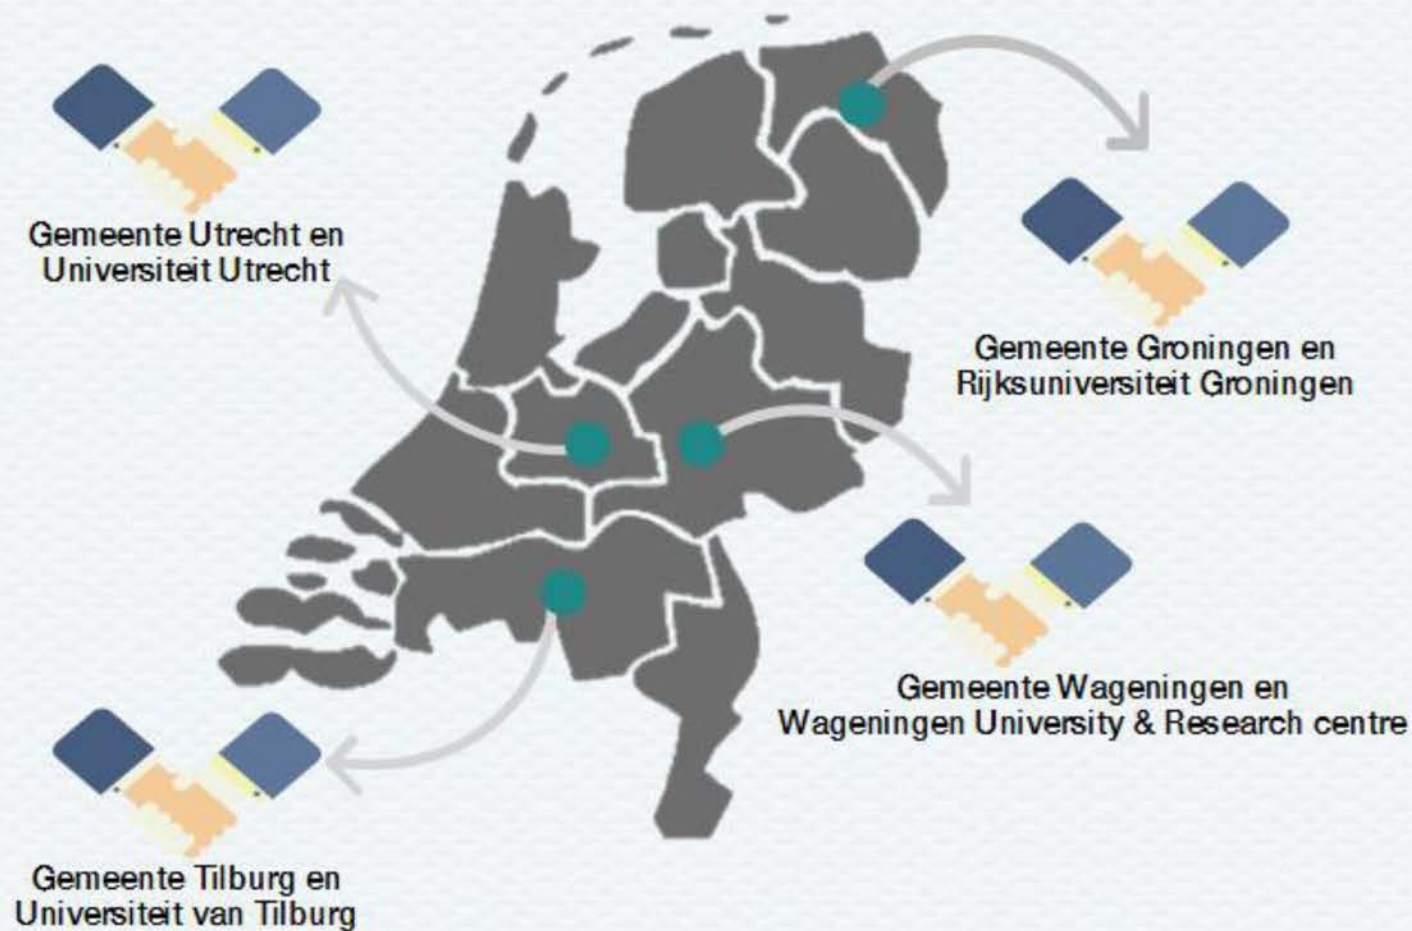 Gemeente Utrecht en
Universiteit Utrecht
Gemeente Groningen en
Rijksuniversiteit Groningen
Gemeente Wageningen en
Wageningen University & Research centre
Gemeente Tilburg en
Universiteit van Tilburg